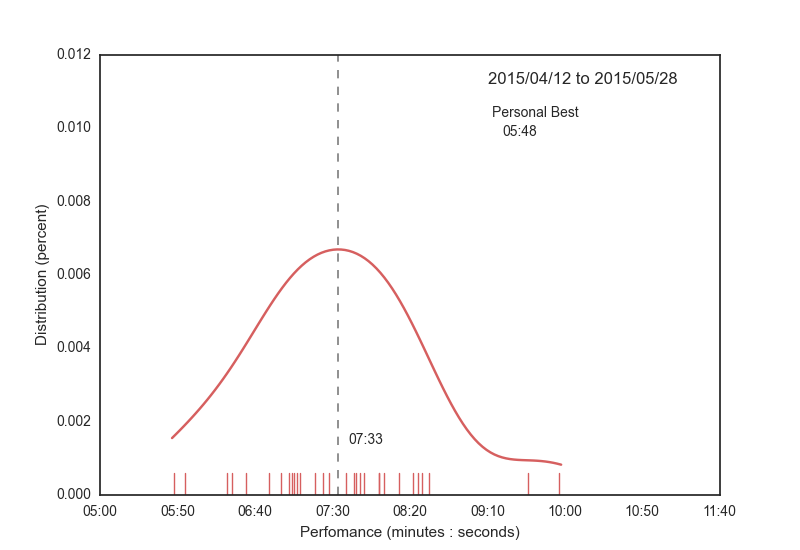 0.012
2015/04/12 to 2015/05/28
Personal Best
05:48
0.010
0.008
0.006
0.004
0.002
0.000
Distribution (percent)
07:33
05:00 05:50 06:40 07:30 08:20 09:10 10:00 10:50 11:40
Perfomance (minutes : seconds)